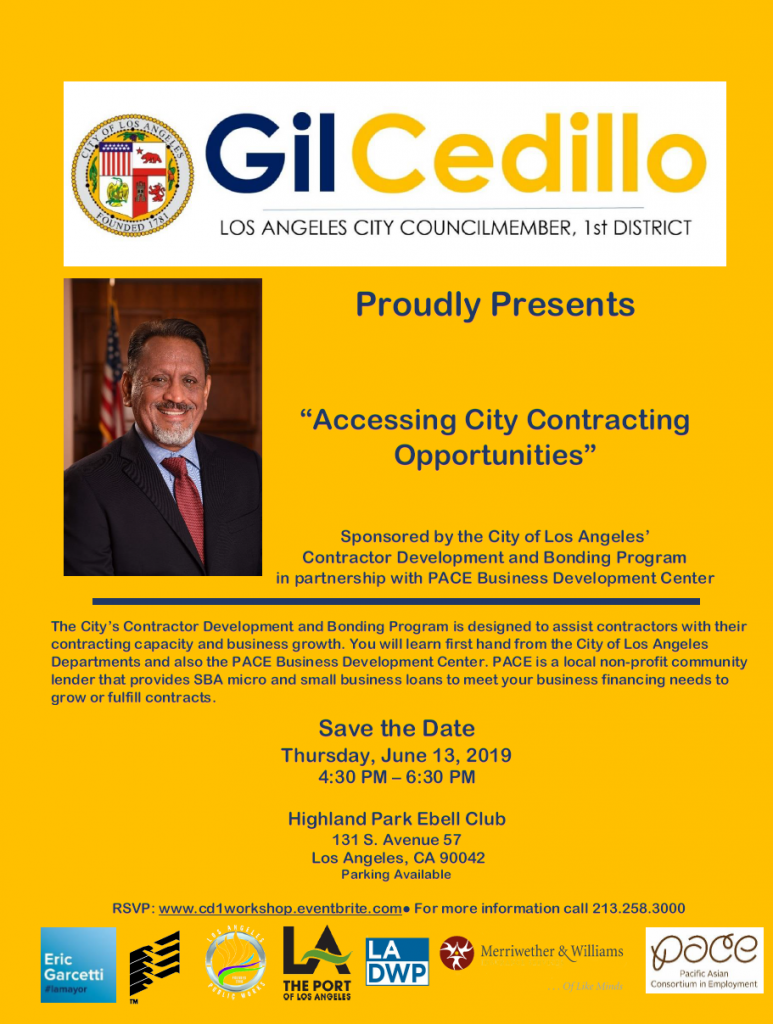 CITY OF LOS ANGELES
FOUNDED 1781
Gil Cedillo
LOS ANGELES CITY COUNCILMEMBER, 1st DISTRICT
Proudly Presents
“Accessing City Contracting
Opportunities”
Sponsored by the City of Los Angeles’
Contractor Development and Bonding Program
in partnership with PACE Business Development Center
The City’s Contractor Development and Bonding Program is designed to assist contractors with their
contracting capacity and business growth. You will learn first hand from the City of Los Angeles
Departments and also the PACE Business Development Center. PACE is a local non-profit community
lender that provides SBA micro and small business loans to meet your business financing needs to
grow or fulfill contracts.
Save the Date
Thursday, June 13, 2019
4:30 PM – 6:30 PM
Highland Park Ebell Club
131 S. Avenue 57
Los Angeles, CA 90042
Parking Available
RSVP: www.cd1workshop.eventbrite.com● For more information call 213.258.3000
Eric
Garcetti
#lamayor
TM
LOS ANGELES
PUBLIC WORKS
LA
THE PORT
OF LOS ANGELES
LA
DWP
Merriwether & Williams
. . . Of Like Minds
pace
Pacific Asian
Consortium in Employment